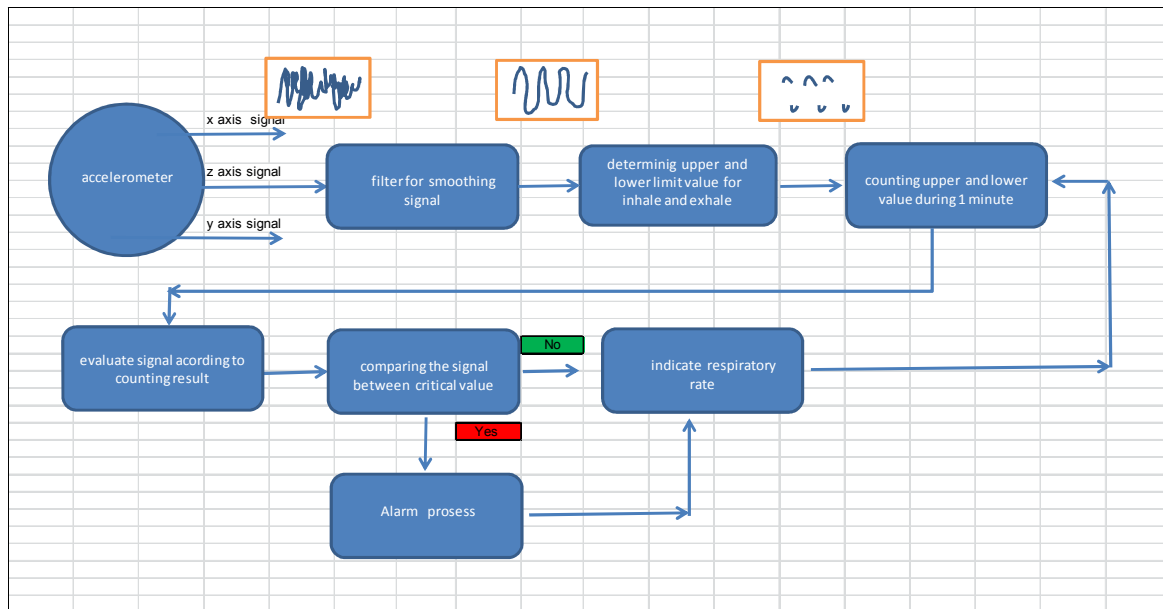 x axis signal
accelerometer
z axis signal
y axis signal
filter for smoothing
signal
determinig upper and
lower limit value for
inhale and exhale
counting upper and lower
value during 1 minute
evaluate signal acording to
counting result
comparing the signal
between critical value
No
Yes
indicate respiratory
rate
Alarm prosess